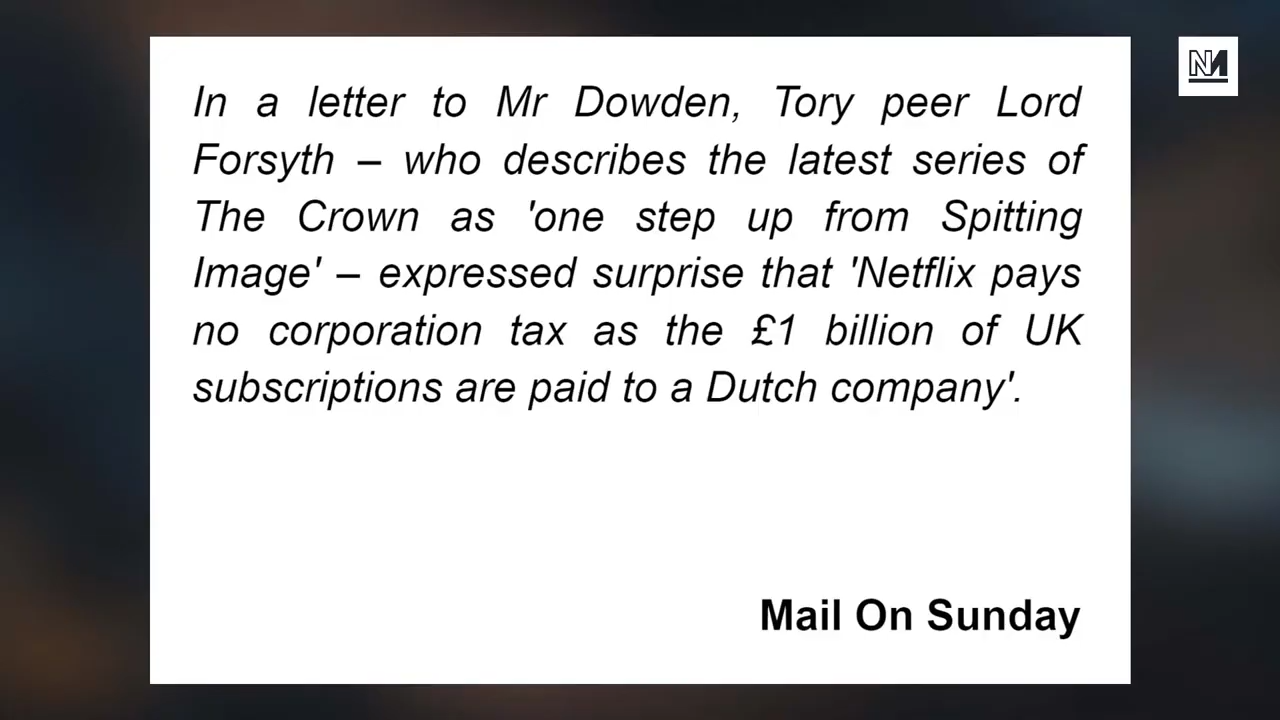 In a letter to Mr Dowden, Tory peer Lord
Forsyth – who describes the latest series of
The Crown as 'one step up from Spitting
Image' – expressed surprise that 'Netflix pays
no corporation tax as the £1 billion of UK
subscriptions are paid to a Dutch company'.
Mail On Sunday
NM